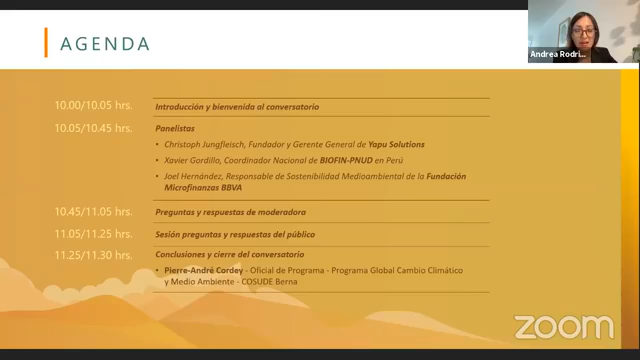 AGENDA
Andrea Rodri...
10.00/10.05 hrs. Introducción y bienvenida al conversatorio
10.05/10.45 hrs. Panelistas
• Christoph Jungfleisch, Fundador y Gerente General de Yapu Solutions
• Xavier Gordillo, Coordinador Nacional de BIOFIN-PNUD en Perú
• Joel Hernández, Responsable de Sostenibilidad Medioambiental de la Fundación
Microfinanzas BBVA
10.45/11.05 hrs. Preguntas y respuestas de moderadora
11.05/11.25 hrs. Sesión preguntas y respuestas del público
11.25/11.30 hrs. Conclusiones y cierre del conversatorio
• Pierre-André Cordey - Oficial de Programa - Programa Global Cambio Climático
y Medio Ambiente - COSUDE Berna
zoom